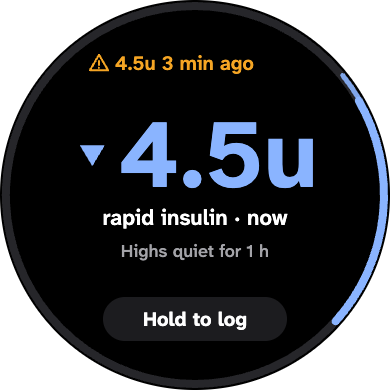 4.5u 3 min ago
4.5u
rapid insulin · now
Highs quiet for 1 h
Hold to log